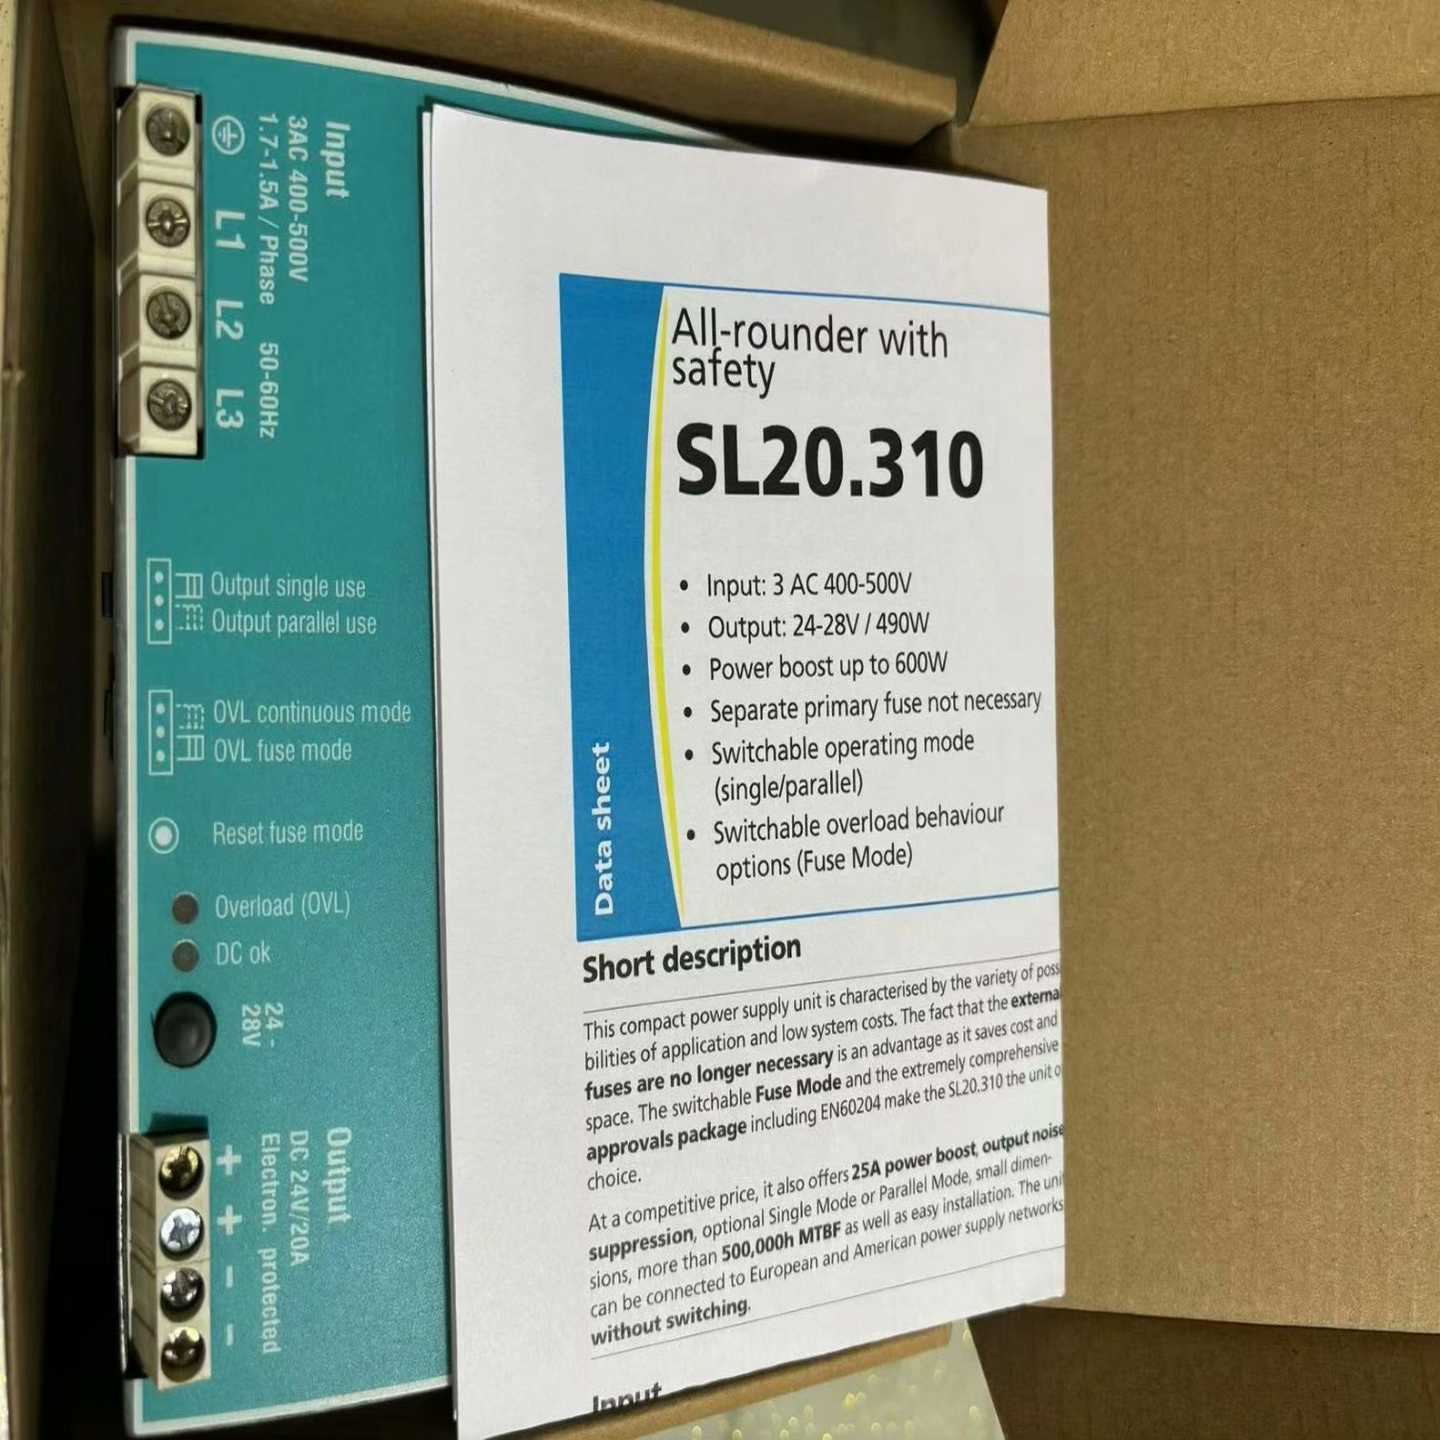 Input
3AC 400-500V
1.7-1.5A / Phase 50-60Hz
L1 L2 L3
Output single use
Output parallel use
OVL continuous mode
OVL fuse mode
Reset fuse mode
Overload (OVL)
DC ok
24 -
28V
Output
DC 24V/20A
Electron. protected
+ + - -
All-rounder with
safety
SL20.310
• Input: 3 AC 400-500V
• Output: 24-28V / 490W
• Power boost up to 600W
• Separate primary fuse not necessary
• Switchable operating mode
(single/parallel)
• Switchable overload behaviour
options (Fuse Mode)
Data sheet
Short description
This compact power supply unit is characterised by the variety of poss
bilities of application and low system costs. The fact that the externa
fuses are no longer necessary is an advantage as it saves cost and
space. The switchable Fuse Mode and the extremely comprehensive
approvals package including EN60204 make the SL20.310 the unit o
choice.
At a competitive price, it also offers 25A power boost, output noise
suppression, optional Single Mode or Parallel Mode, small dimen-
sions, more than 500,000h MTBF as well as easy installation. The uni
can be connected to European and American power supply networks
without switching.
Input